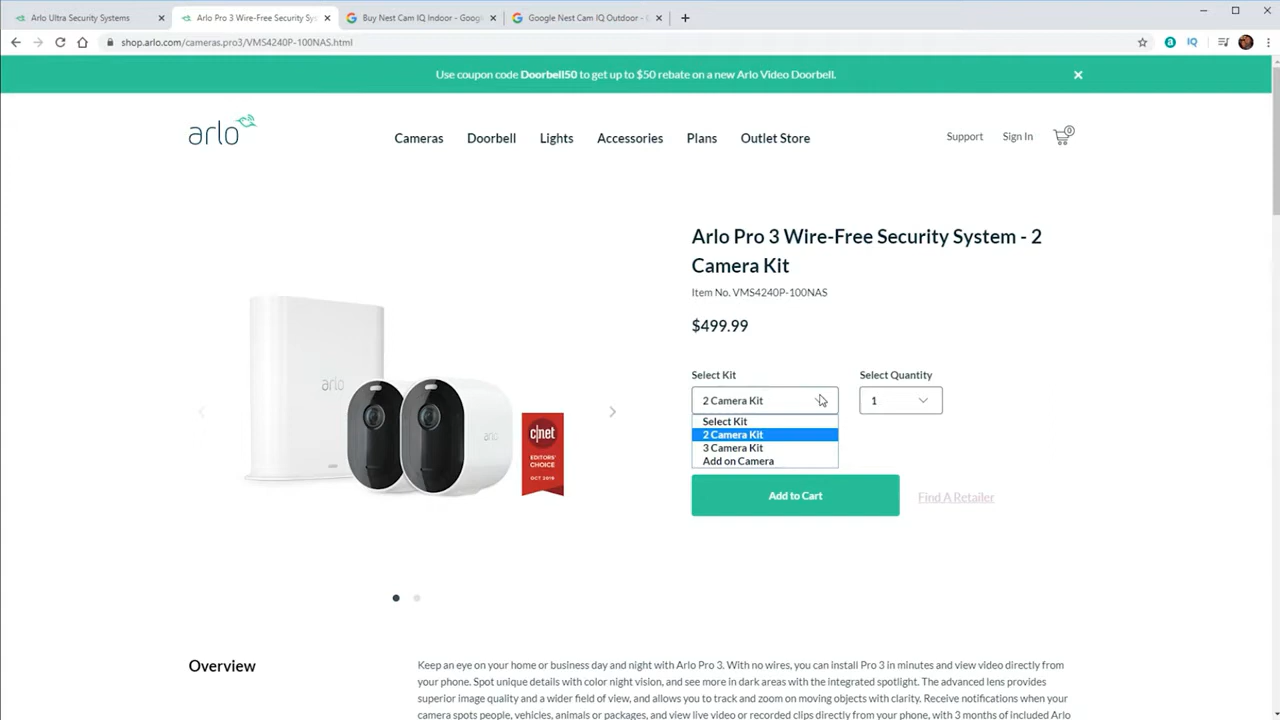 Arlo Ultra Security Systems
Arlo Pro 3 Wire-Free Security Sy
Buy Nest Cam IQ Indoor - Goog
Google Nest Cam IQ Outdoor -
shop.arlo.com/cameras.pro3/VMS4240P-100NAS.html
Use coupon code Doorbell50 to get up to $50 rebate on a new Arlo Video Doorbell.
arlo
Cameras
Doorbell
Lights
Accessories
Plans
Outlet Store
Support
Sign In
0
Arlo Pro 3 Wire-Free Security System - 2
Camera Kit
Item No. VMS4240P-100NAS
$499.99
Select Kit
Select Quantity
2 Camera Kit
1
Select Kit
2 Camera Kit
3 Camera Kit
Add on Camera
Add to Cart
Find A Retailer
arlo
arlo
c|net
EDITORS'
CHOICE
OCT 2019
Overview
Keep an eye on your home or business day and night with Arlo Pro 3. With no wires, you can install Pro 3 in minutes and view video directly from
your phone. Spot unique details with color night vision, and see more in dark areas with the integrated spotlight. The advanced lens provides
superior image quality and a wider field of view, and allows you to track and zoom on moving objects with clarity. Receive notifications when your
camera spots people, vehicles, animals or packages, and view live video or recorded clips directly from your phone, with 3 months of included Arlo